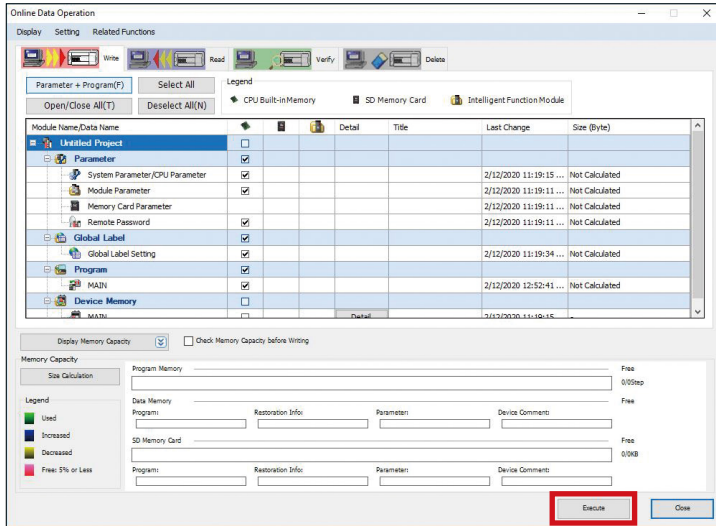 Online Data Operation
Display Setting Related Functions
Write Read Verify Delete
Parameter + Program(F) Select All Legend
Open/Close All(T) Deselect All(N) CPU Built-inMemory SD Memory Card Intelligent Function Module
Module Name/Data Name Detail Title Last Change Size (Byte)
Untitled Project
Parameter
System Parameter/CPU Parameter 2/12/2020 11:19:15 ... Not Calculated
Module Parameter 2/12/2020 11:19:11 ... Not Calculated
Memory Card Parameter 2/12/2020 11:19:11 ... Not Calculated
Remote Password 2/12/2020 11:19:11 ... Not Calculated
Global Label
Global Label Setting 2/12/2020 11:19:34 ... Not Calculated
Program
MAIN 2/12/2020 12:52:41 ... Not Calculated
Device Memory
MAIN Detail 2/12/2020 11:19:15 -
Display Memory Capacity Check Memory Capacity before Writing
Memory Capacity
Size Calculation Program Memory Free
0/0Step
Legend Data Memory Free
Used Program: Restoration Info: Parameter: Device Comment:
Increased SD Memory Card Free
Decreased 0/0KB
Free: 5% or Less Program: Restoration Info: Parameter: Device Comment:
Execute Close